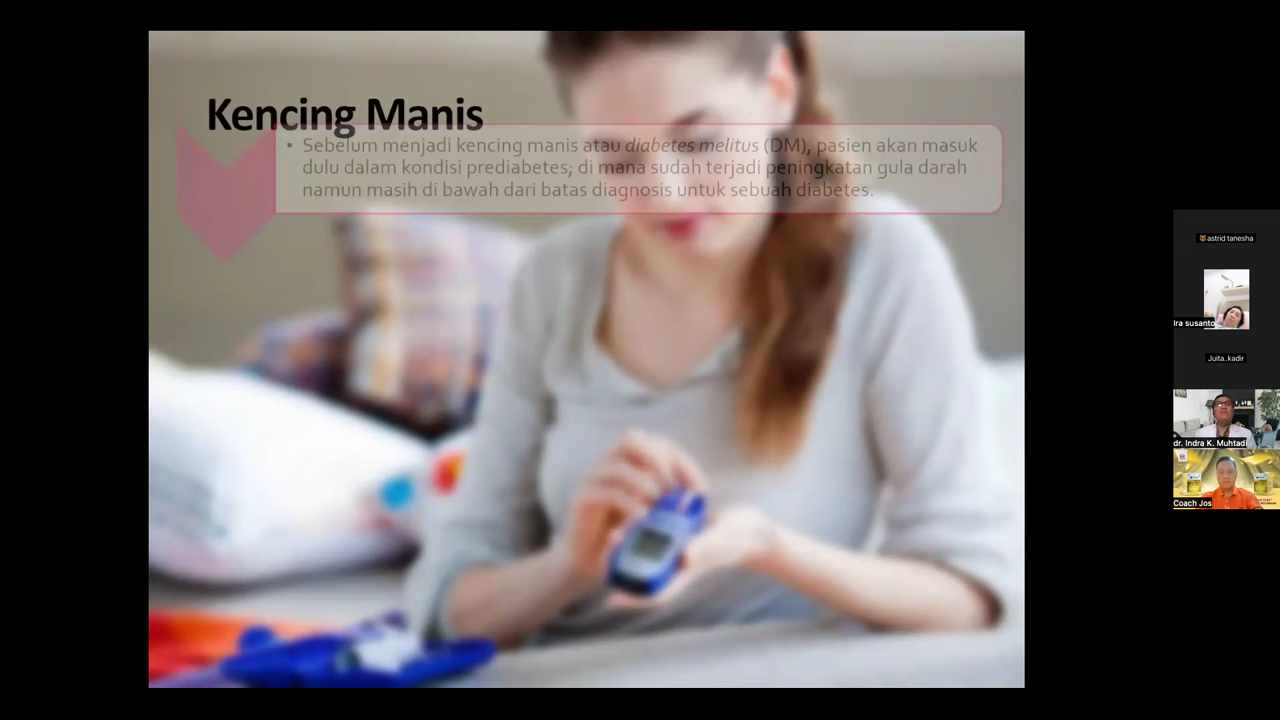 Kencing Manis
• Sebelum menjadi kencing manis atau diabetes melitus (DM), pasien akan masuk
dulu dalam kondisi prediabetes; di mana sudah terjadi peningkatan gula darah
namun masih di bawah dari batas diagnosis untuk sebuah diabetes.
astrid tanesha
Ira susanto
Juita..kadir
dr. Indra K. Muhtadi
Coach Jos